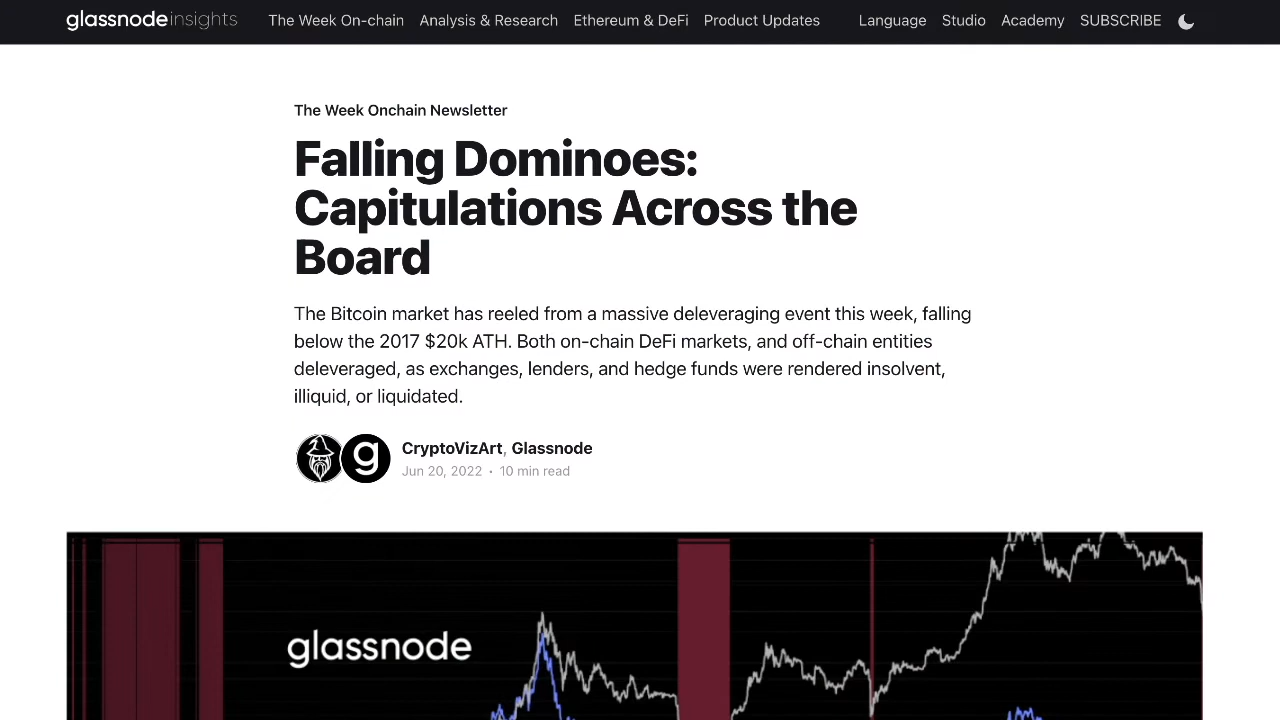 glassnode insights The Week On-chain Analysis & Research Ethereum & DeFi Product Updates Language Studio Academy SUBSCRIBE
The Week Onchain Newsletter
Falling Dominoes:
Capitulations Across the
Board
The Bitcoin market has reeled from a massive deleveraging event this week, falling
below the 2017 $20k ATH. Both on-chain DeFi markets, and off-chain entities
deleveraged, as exchanges, lenders, and hedge funds were rendered insolvent,
illiquid, or liquidated.
g
CryptoVizArt, Glassnode
Jun 20, 2022 • 10 min read
glassnode